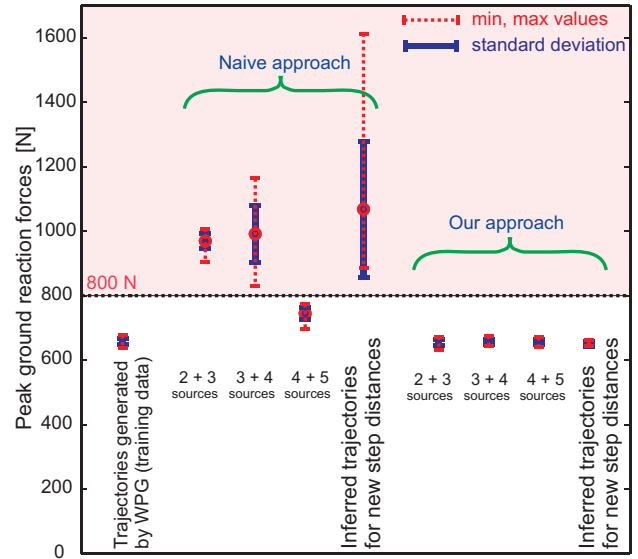 min, max values
standard deviation
Naive approach
Our approach
800 N
Peak ground reaction forces [N]
1600
1400
1200
1000
800
600
400
200
0
Trajectories generated
by WPG (training data)
2 + 3
sources
3 + 4
sources
4 + 5
sources
Inferred trajectories
for new step distances
2 + 3
sources
3 + 4
sources
4 + 5
sources
Inferred trajectories
for new step distances